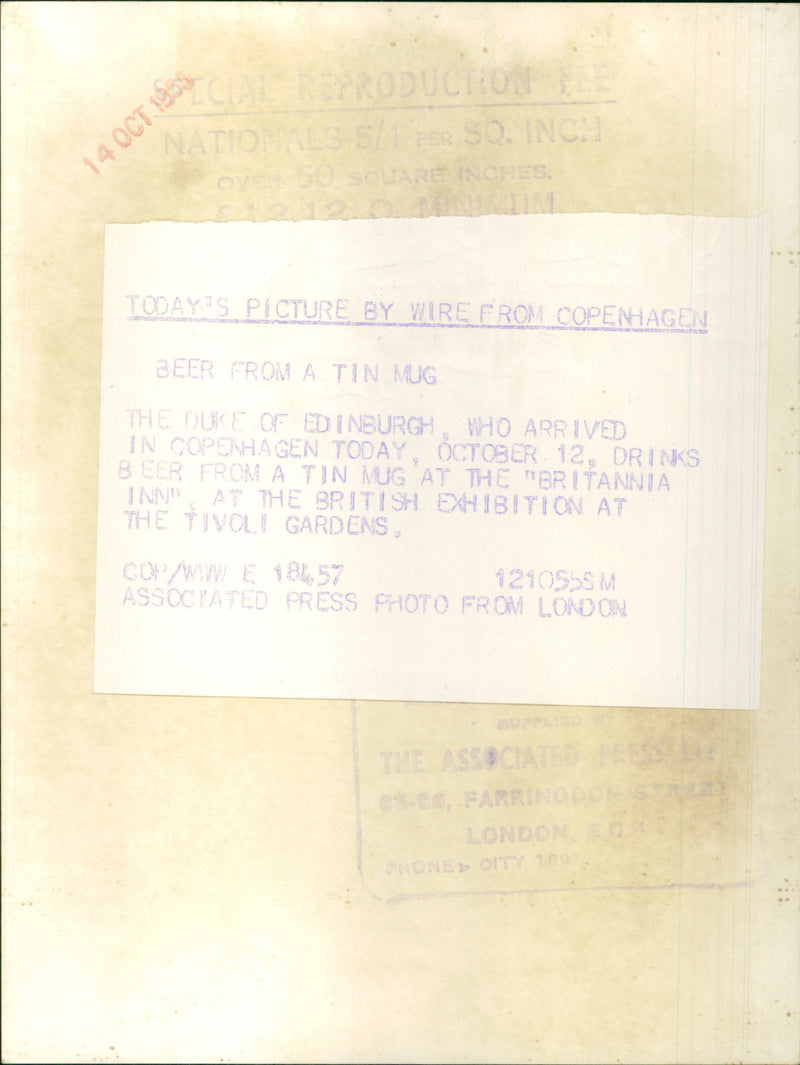 14 OCT 1955
SPECIAL REPRODUCTION FEE
NATIONALS 5/1 PER SQ. INCH
OVER 50 SQUARE INCHES.
MINIMUM
TODAY'S PICTURE BY WIRE FROM COPENHAGEN
BEER FROM A TIN MUG
THE DUKE OF EDINBURGH, WHO ARRIVED
IN COPENHAGEN TODAY, OCTOBER 12, DRINKS
BEER FROM A TIN MUG AT THE "BRITANNIA
INN", AT THE BRITISH EXHIBITION AT
THE TIVOLI GARDENS.
COP/WW E 18457 121055SM
ASSOCIATED PRESS PHOTO FROM LONDON
SUPPLIED BY
THE ASSOCIATED PRESS Ltd
83-86, FARRINGDON STREET
LONDON, E.C.4
PHONE> CITY 1891